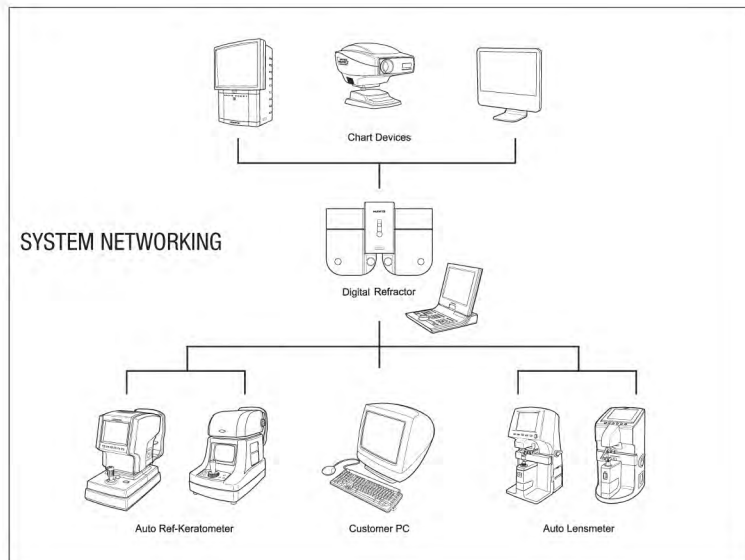 Chart Devices
SYSTEM NETWORKING
Digital Refractor
Auto Ref-Keratometer
Customer PC
Auto Lensmeter